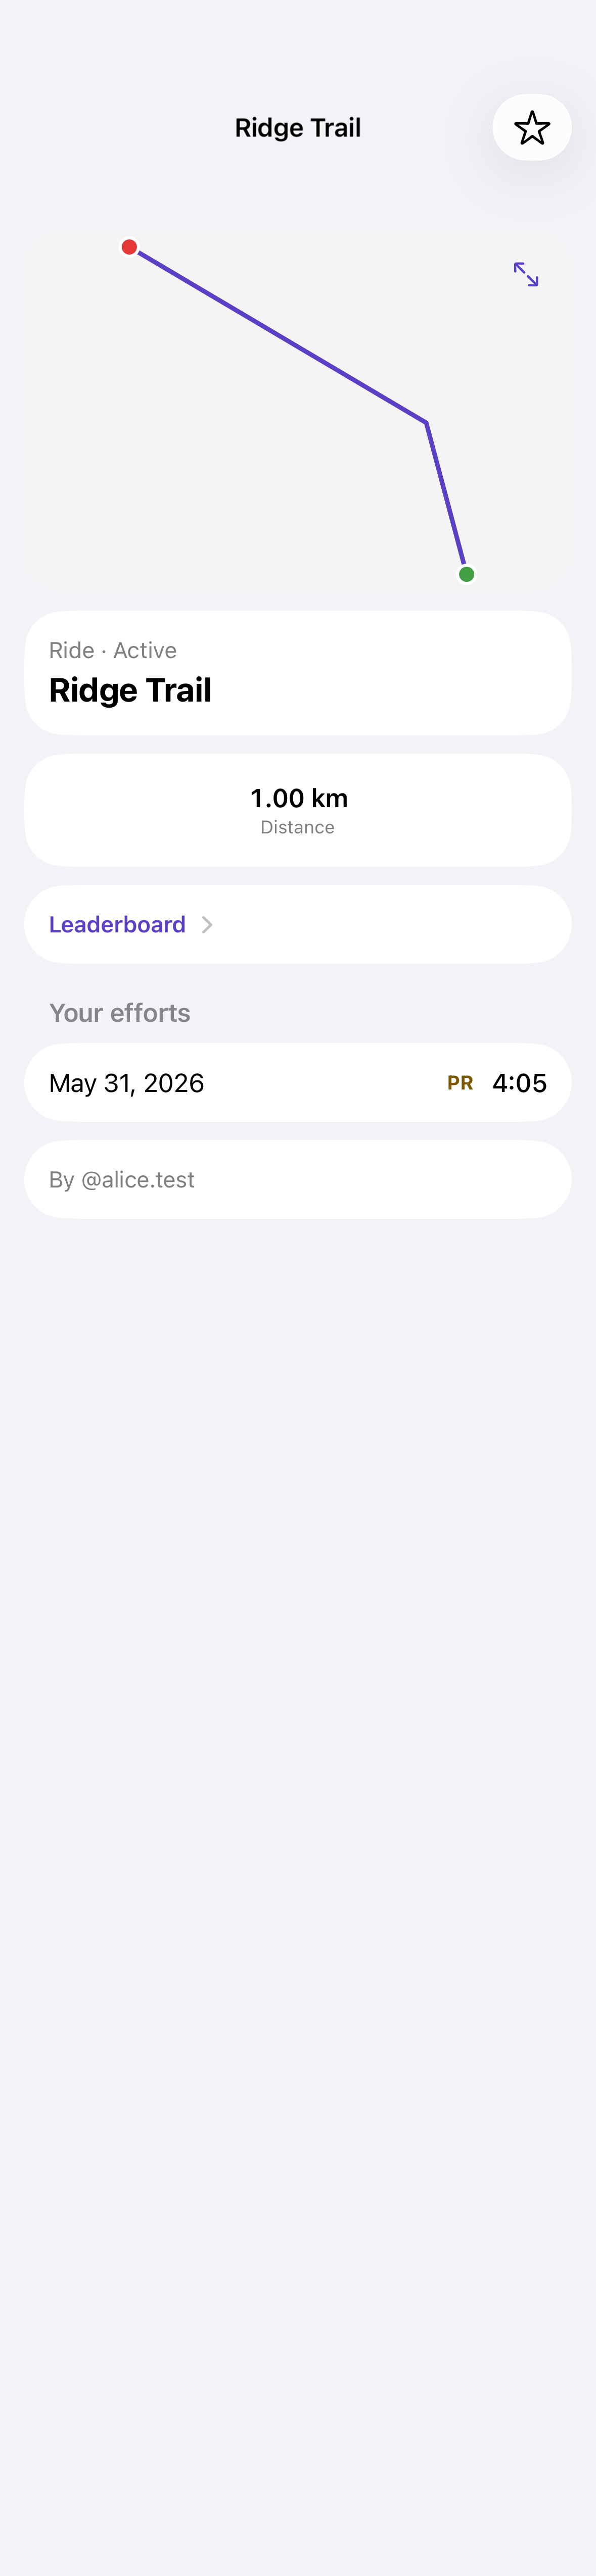 Ridge Trail
Ride · Active
Ridge Trail
1.00 km
Distance
Leaderboard
Your efforts
May 31, 2026 PR 4:05
By @alice.test